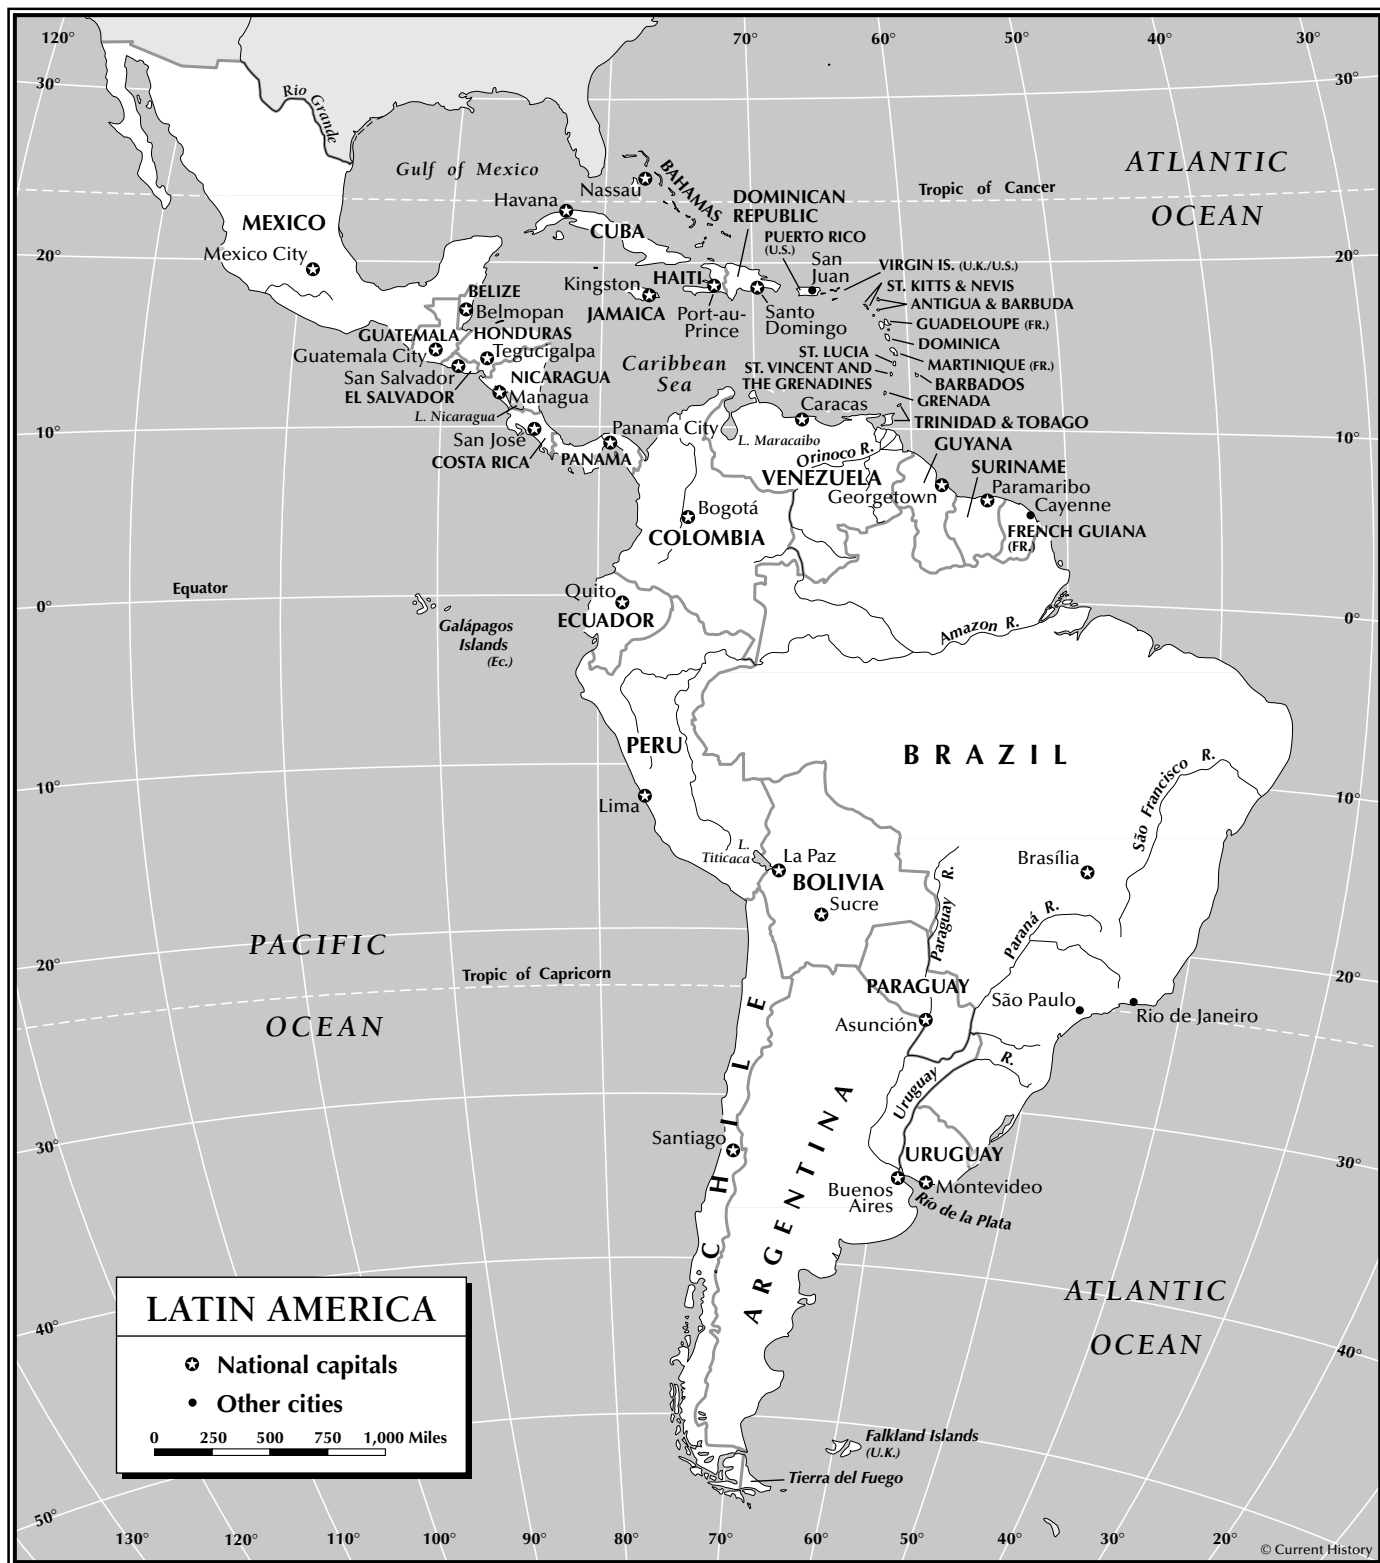 120°
70°
60°
50°
40°
30°
30°
30°
Rio Grande
Gulf of Mexico
ATLANTIC
OCEAN
Tropic of Cancer
Nassau
BAHAMAS
Havana
CUBA
DOMINICAN
REPUBLIC
MEXICO
Mexico City
PUERTO RICO
(U.S.)
San
Juan
20°
20°
VIRGIN IS. (U.K./U.S.)
ST. KITTS & NEVIS
ANTIGUA & BARBUDA
GUADELOUPE (FR.)
DOMINICA
MARTINIQUE (FR.)
BARBADOS
GRENADA
TRINIDAD & TOBAGO
ST. LUCIA
ST. VINCENT AND
THE GRENADINES
Kingston
JAMAICA
HAITI
Port-au-
Prince
Santo
Domingo
BELIZE
Belmopan
GUATEMALA
Guatemala City
HONDURAS
Tegucigalpa
San Salvador
EL SALVADOR
NICARAGUA
Managua
L. Nicaragua
Caribbean
Sea
10°
10°
San José
COSTA RICA
Panama City
PANAMA
Caracas
L. Maracaibo
Orinoco R.
VENEZUELA
GUYANA
Georgetown
SURINAME
Paramaribo
Cayenne
FRENCH GUIANA
(FR.)
Bogotá
COLOMBIA
Equator
0°
0°
Quito
ECUADOR
Galápagos
Islands
(Ec.)
Amazon R.
PERU
BRAZIL
São Francisco R.
10°
10°
Lima
L.
Titicaca
La Paz
BOLIVIA
Sucre
Brasília
Paraguay R.
Paraná R.
PACIFIC
OCEAN
20°
20°
Tropic of Capricorn
PARAGUAY
Asunción
São Paulo
Rio de Janeiro
CHILE
ARGENTINA
Uruguay R.
30°
30°
Santiago
URUGUAY
Buenos
Aires
Montevideo
Río de la Plata
ATLANTIC
OCEAN
40°
40°
LATIN AMERICA
National capitals
Other cities
0 250 500 750 1,000 Miles
Falkland Islands
(U.K.)
Tierra del Fuego
50°
130°
120°
110°
100°
90°
80°
70°
60°
50°
40°
30°
20°
© Current History